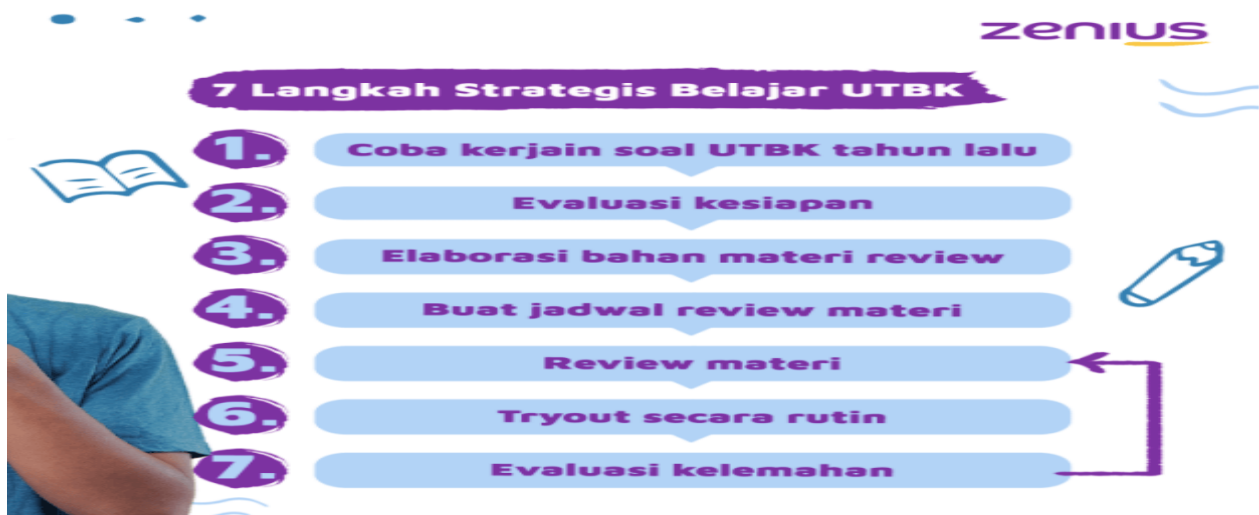 zenius
7 Langkah Strategis Belajar UTBK
1. Coba kerjain soal UTBK tahun lalu
2. Evaluasi kesiapan
3. Elaborasi bahan materi review
4. Buat jadwal review materi
5. Review materi
6. Tryout secara rutin
7. Evaluasi kelemahan